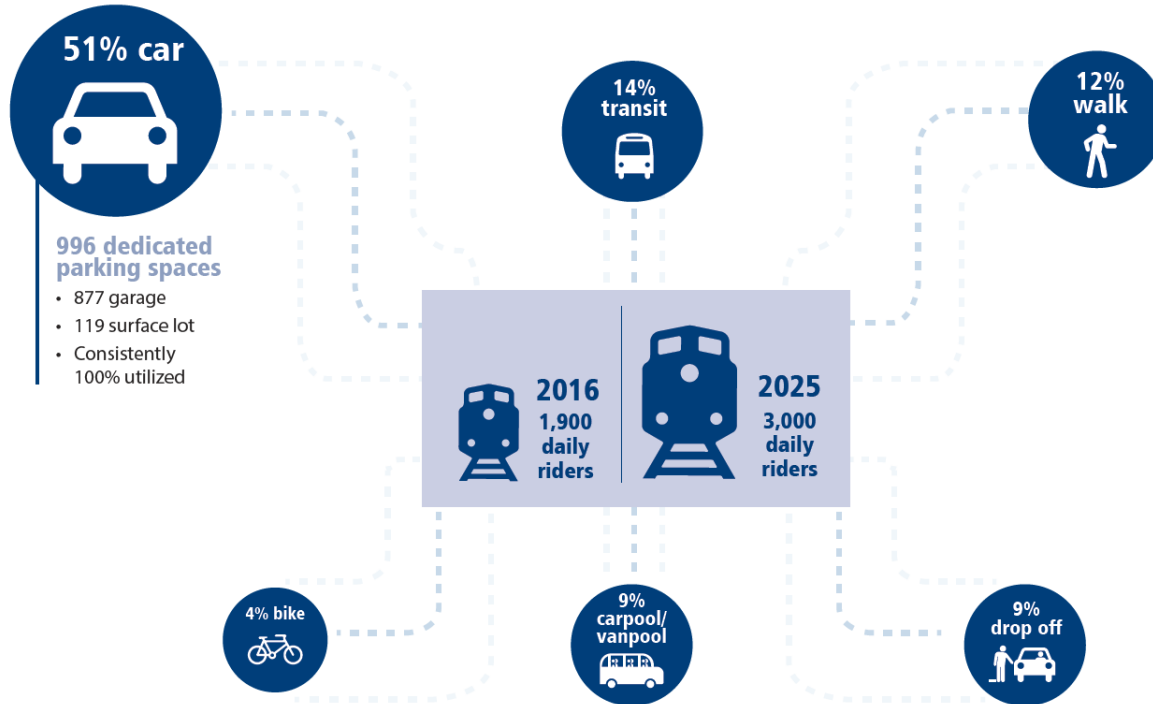 51% car
14%
transit
12%
walk
996 dedicated
parking spaces
• 877 garage
• 119 surface lot
• Consistently
100% utilized
2016
1,900
daily
riders
2025
3,000
daily
riders
4% bike
9%
carpool/
vanpool
9%
drop off